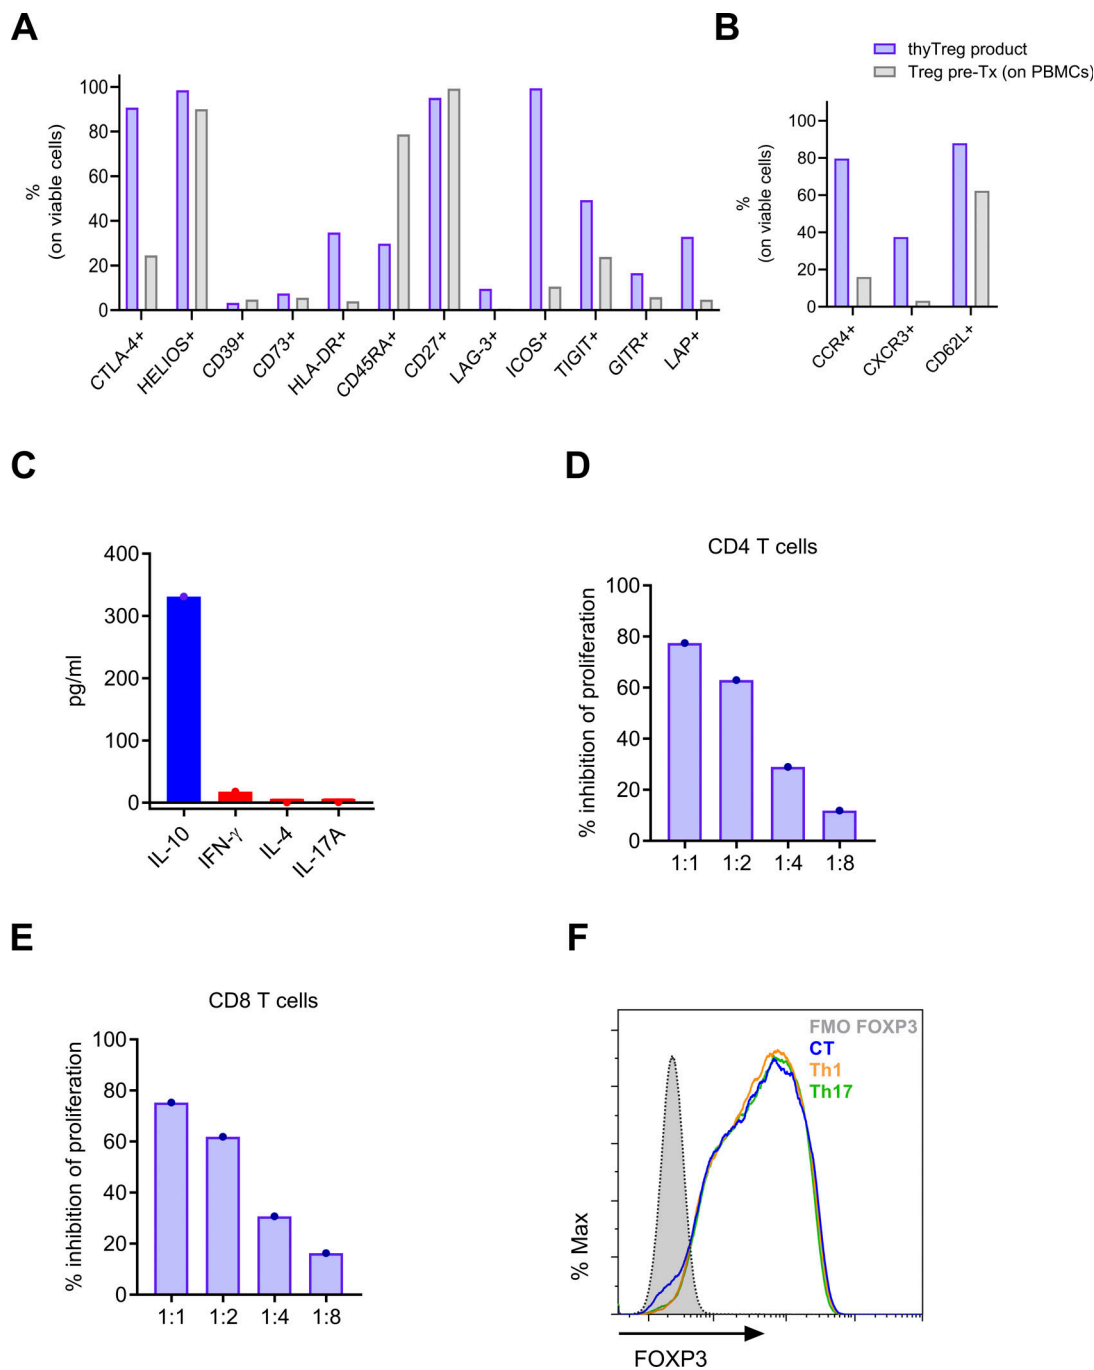 A
B
thyTreg product
Treg pre-Tx (on PBMCs)
%
(on viable cells)
100
80
60
40
20
0
CTLA-4+
HELIOS+
CD39+
CD73+
HLA-DR+
CD45RA+
CD27+
LAG-3+
ICOS+
TIGIT+
GITR+
LAP+
%
(on viable cells)
100
80
60
40
20
0
CCR4+
CXCR3+
CD62L+
C
pg/ml
400
300
200
100
0
IL-10
IFN-γ
IL-4
IL-17A
D
CD4 T cells
% inhibition of proliferation
100
80
60
40
20
0
1:1 1:2 1:4 1:8
E
CD8 T cells
% inhibition of proliferation
100
80
60
40
20
0
1:1 1:2 1:4 1:8
F
FMO FOXP3
CT
Th1
Th17
% Max
FOXP3